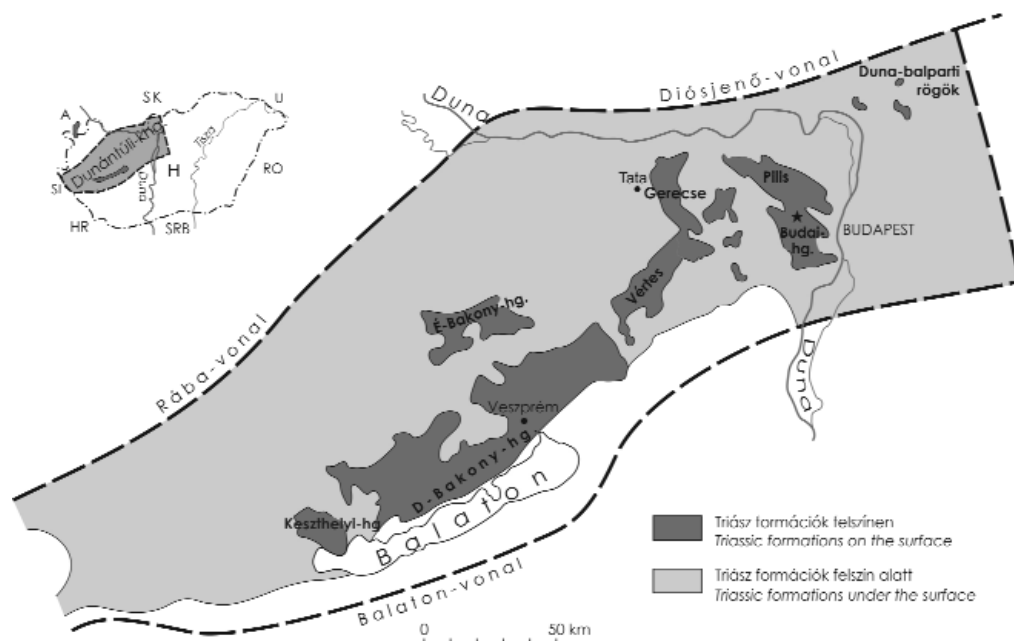 Duna
Diósjenő-vonal
Duna-balparti
rögök
SK
U
A
Tisza
Dunántúli-khg
Duna
H
RO
SI
HR
SRB
Tata
Gerecse
Pilis
Budai-
hg.
BUDAPEST
Vértes
É-Bakony-hg.
Rába-vonal
Duna
Veszprém
D-Bakony-hg.
Keszthelyi-hg
Balaton
Balaton-vonal
Triász formációk felszínen
Triassic formations on the surface
Triász formációk felszín alatt
Triassic formations under the surface
0 50 km